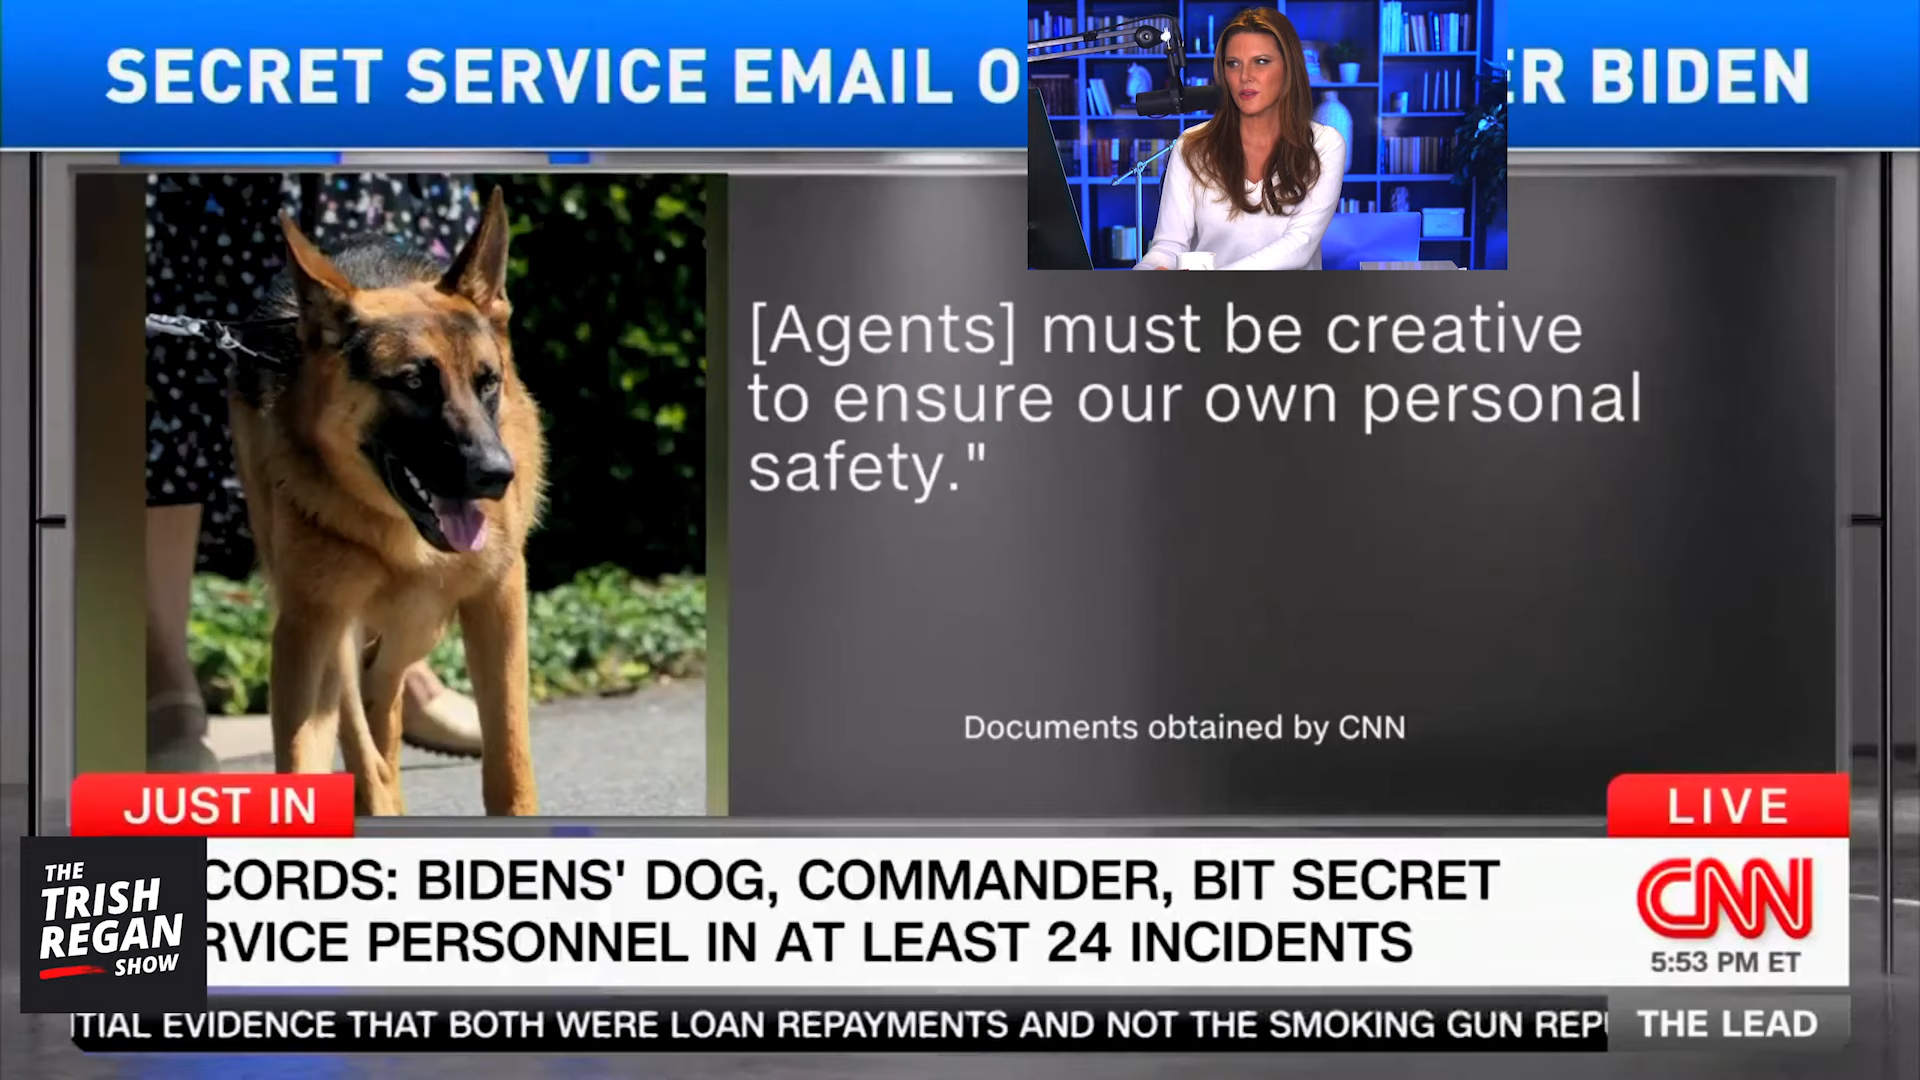 SECRET SERVICE EMAIL O
ER BIDEN
[Agents] must be creative
to ensure our own personal
safety."
Documents obtained by CNN
JUST IN
LIVE
CORDS: BIDENS' DOG, COMMANDER, BIT SECRET
RVICE PERSONNEL IN AT LEAST 24 INCIDENTS
CNN
5:53 PM ET
THE
TRISH
REGAN
SHOW
TIAL EVIDENCE THAT BOTH WERE LOAN REPAYMENTS AND NOT THE SMOKING GUN REP
THE LEAD